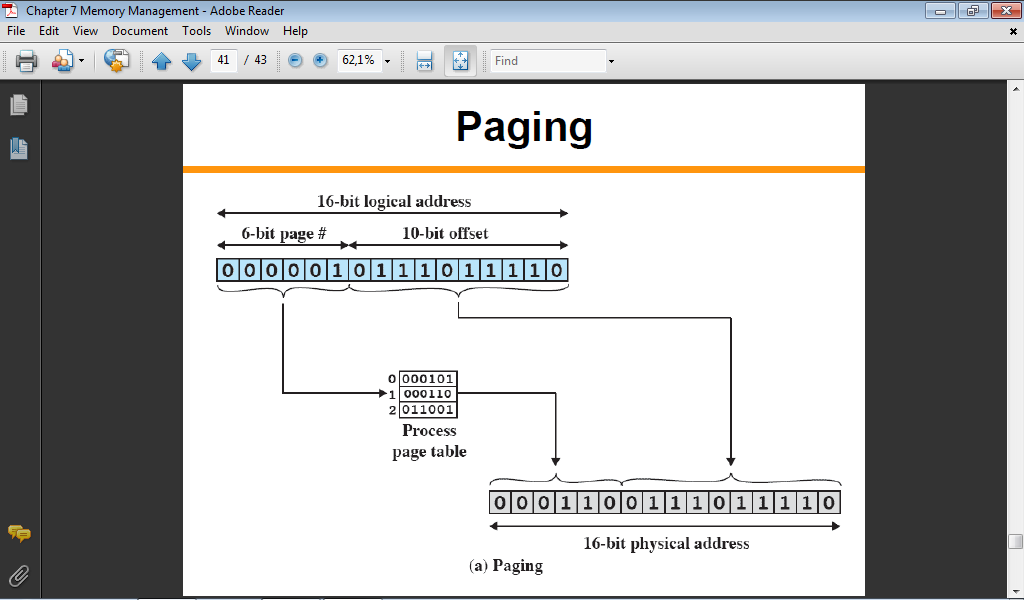 Chapter 7 Memory Management - Adobe Reader
File Edit View Document Tools Window Help
41 / 43 62,1% Find
Paging
16-bit logical address
6-bit page # 10-bit offset
0 0 0 0 0 1 0 1 1 1 0 1 1 1 1 0
0 000101
1 000110
2 011001
Process
page table
0 0 0 1 1 0 0 1 1 1 0 1 1 1 1 0
16-bit physical address
(a) Paging